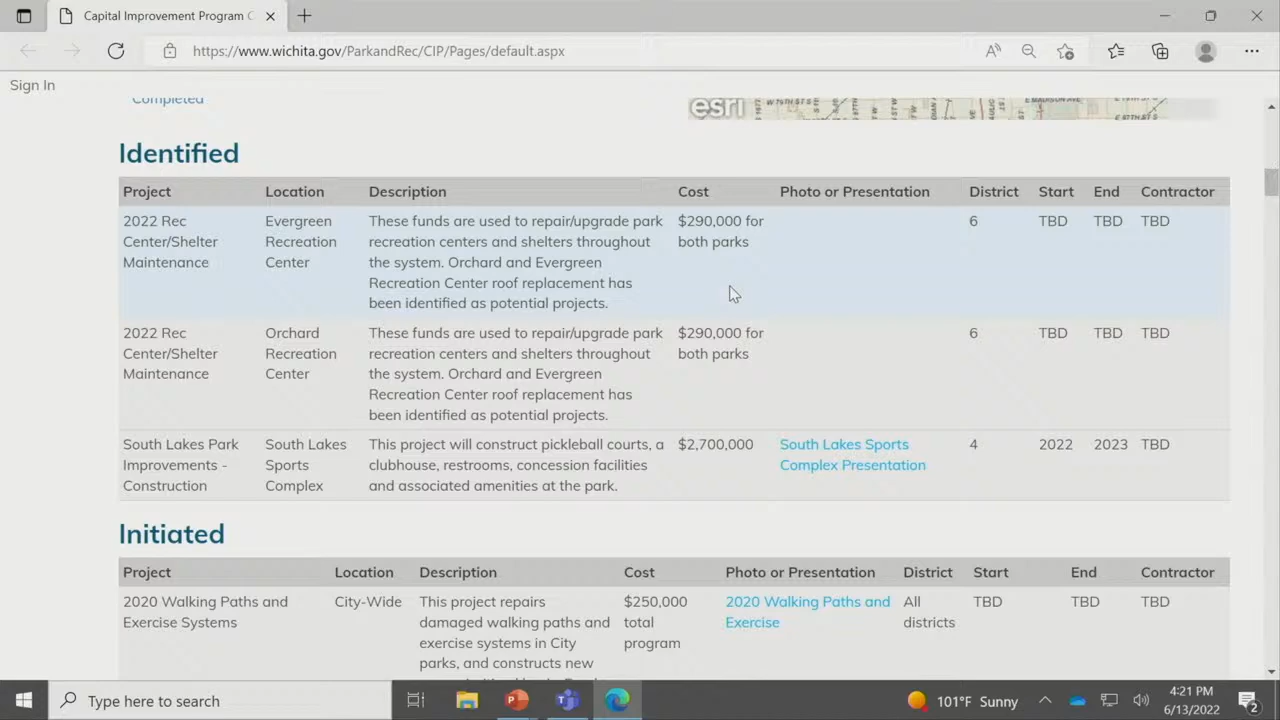 Capital Improvement Program C
https://www.wichita.gov/ParkandRec/CIP/Pages/default.aspx
Sign In
Completed
esri
Identified
Project Location Description Cost Photo or Presentation District Start End Contractor
2022 Rec Evergreen These funds are used to repair/upgrade park $290,000 for 6 TBD TBD TBD
Center/Shelter Recreation recreation centers and shelters throughout both parks
Maintenance Center the system. Orchard and Evergreen
Recreation Center roof replacement has
been identified as potential projects.
2022 Rec Orchard These funds are used to repair/upgrade park $290,000 for 6 TBD TBD TBD
Center/Shelter Recreation recreation centers and shelters throughout both parks
Maintenance Center the system. Orchard and Evergreen
Recreation Center roof replacement has
been identified as potential projects.
South Lakes Park South Lakes This project will construct pickleball courts, a $2,700,000 South Lakes Sports 4 2022 2023 TBD
Improvements - Sports clubhouse, restrooms, concession facilities Complex Presentation
Construction Complex and associated amenities at the park.
Initiated
Project Location Description Cost Photo or Presentation District Start End Contractor
2020 Walking Paths and City-Wide This project repairs $250,000 2020 Walking Paths and All TBD TBD TBD
Exercise Systems damaged walking paths and total Exercise districts
exercise systems in City program
parks, and constructs new
Type here to search
101°F Sunny
4:21 PM
6/13/2022
2